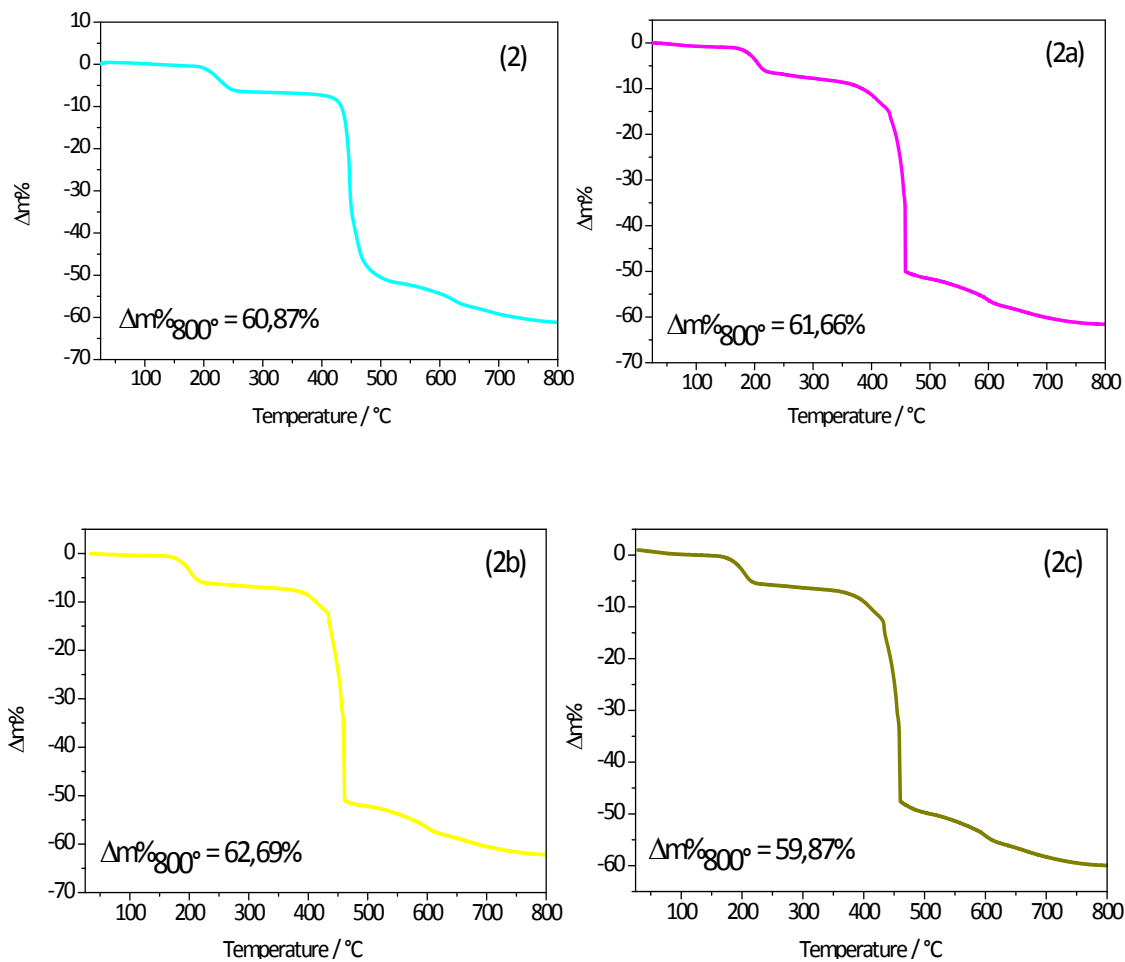 (2)
10
0
-10
-20
-30
-40
-50
-60
-70
Δm%
Δm%800° = 60,87%
100 200 300 400 500 600 700 800
Temperature / °C
(2a)
0
-10
-20
-30
-40
-50
-60
-70
Δm%
Δm%800° = 61,66%
100 200 300 400 500 600 700 800
Temperature / °C
(2b)
0
-10
-20
-30
-40
-50
-60
-70
Δm%
Δm%800° = 62,69%
100 200 300 400 500 600 700 800
Temperature / °C
(2c)
0
-10
-20
-30
-40
-50
-60
Δm%
Δm%800° = 59,87%
100 200 300 400 500 600 700 800
Temperature / °C